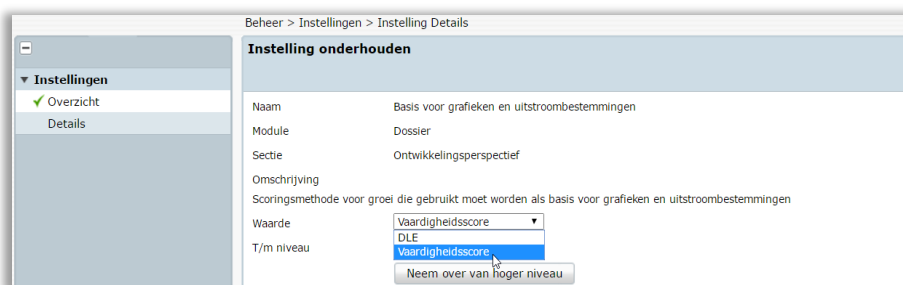 Beheer > Instellingen > Instelling Details
Instelling onderhouden
Instellingen
Overzicht
Details
Naam Basis voor grafieken en uitstroombestemmingen
Module Dossier
Sectie Ontwikkelingsperspectief
Omschrijving
Scoringsmethode voor groei die gebruikt moet worden als basis voor grafieken en uitstroombestemmingen
Waarde Vaardigheidsscore
DLE
T/m niveau Vaardigheidsscore
Neem over van hoger niveau